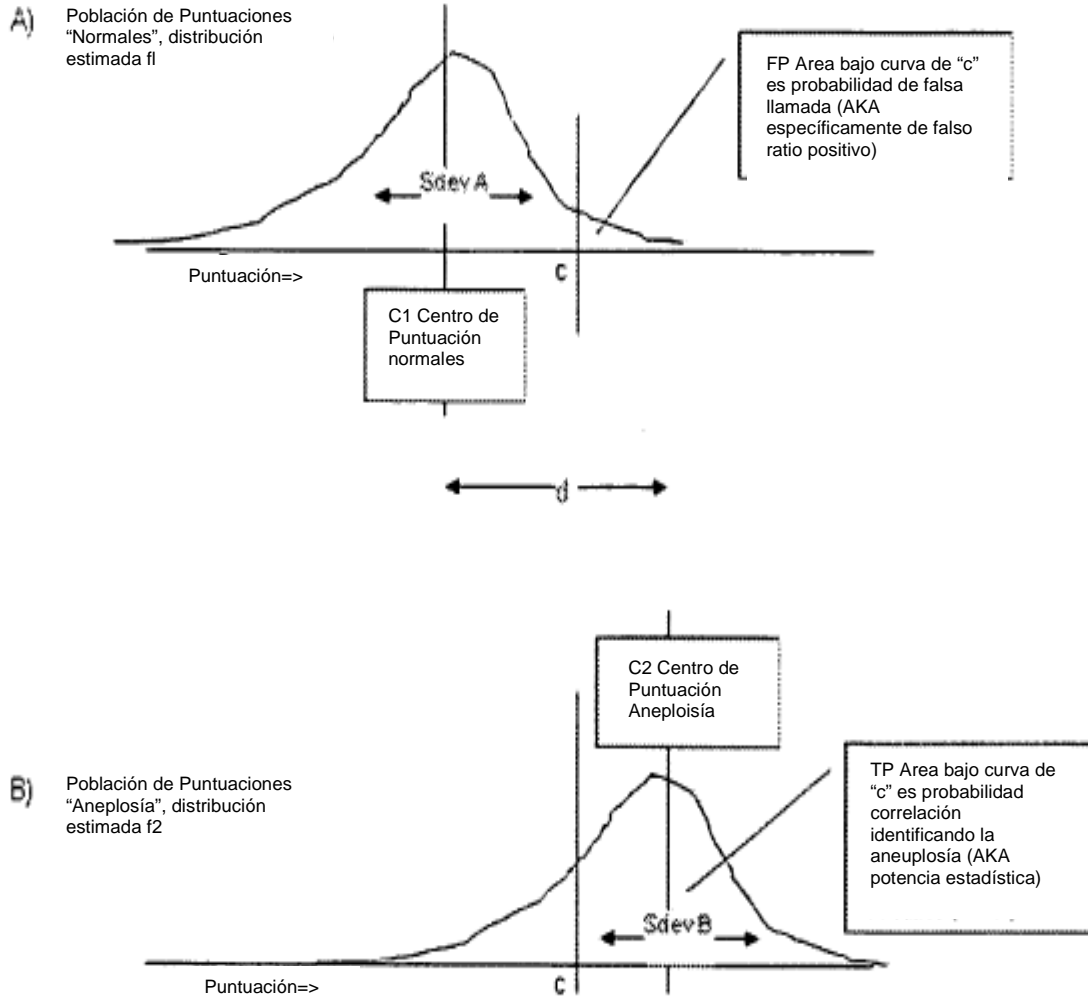 A)
Población de Puntuaciones
“Normales”, distribución
estimada fl
FP Area bajo curva de “c”
es probabilidad de falsa
llamada (AKA
específicamente de falso
ratio positivo)
Sdev A
Puntuación=>
C
C1 Centro de
Puntuación
normales
d
C2 Centro de
Puntuación
Aneploisía
B)
Población de Puntuaciones
“Aneplosía”, distribución
estimada f2
TP Area bajo curva de
“c” es probabilidad
correlación
identificando la
aneuplosía (AKA
potencia estadística)
Sdev B
Puntuación=>
C